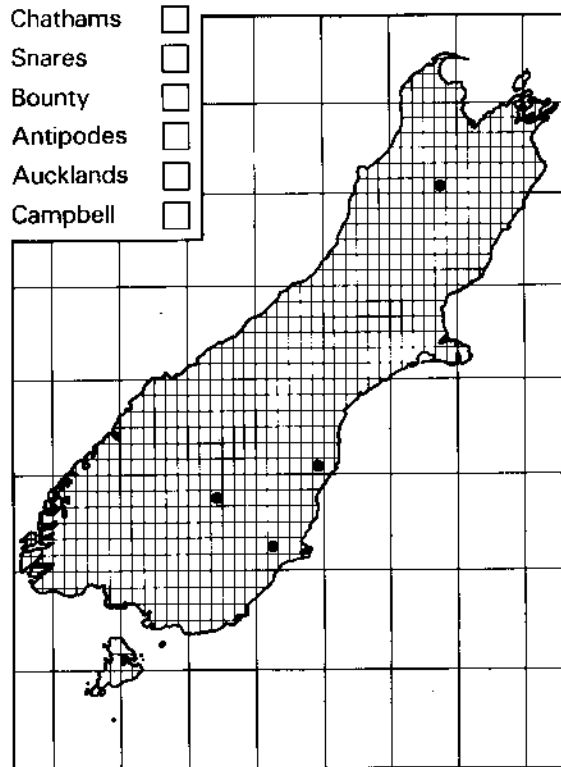 Chathams
Snares
Bounty
Antipodes
Aucklands
Campbell